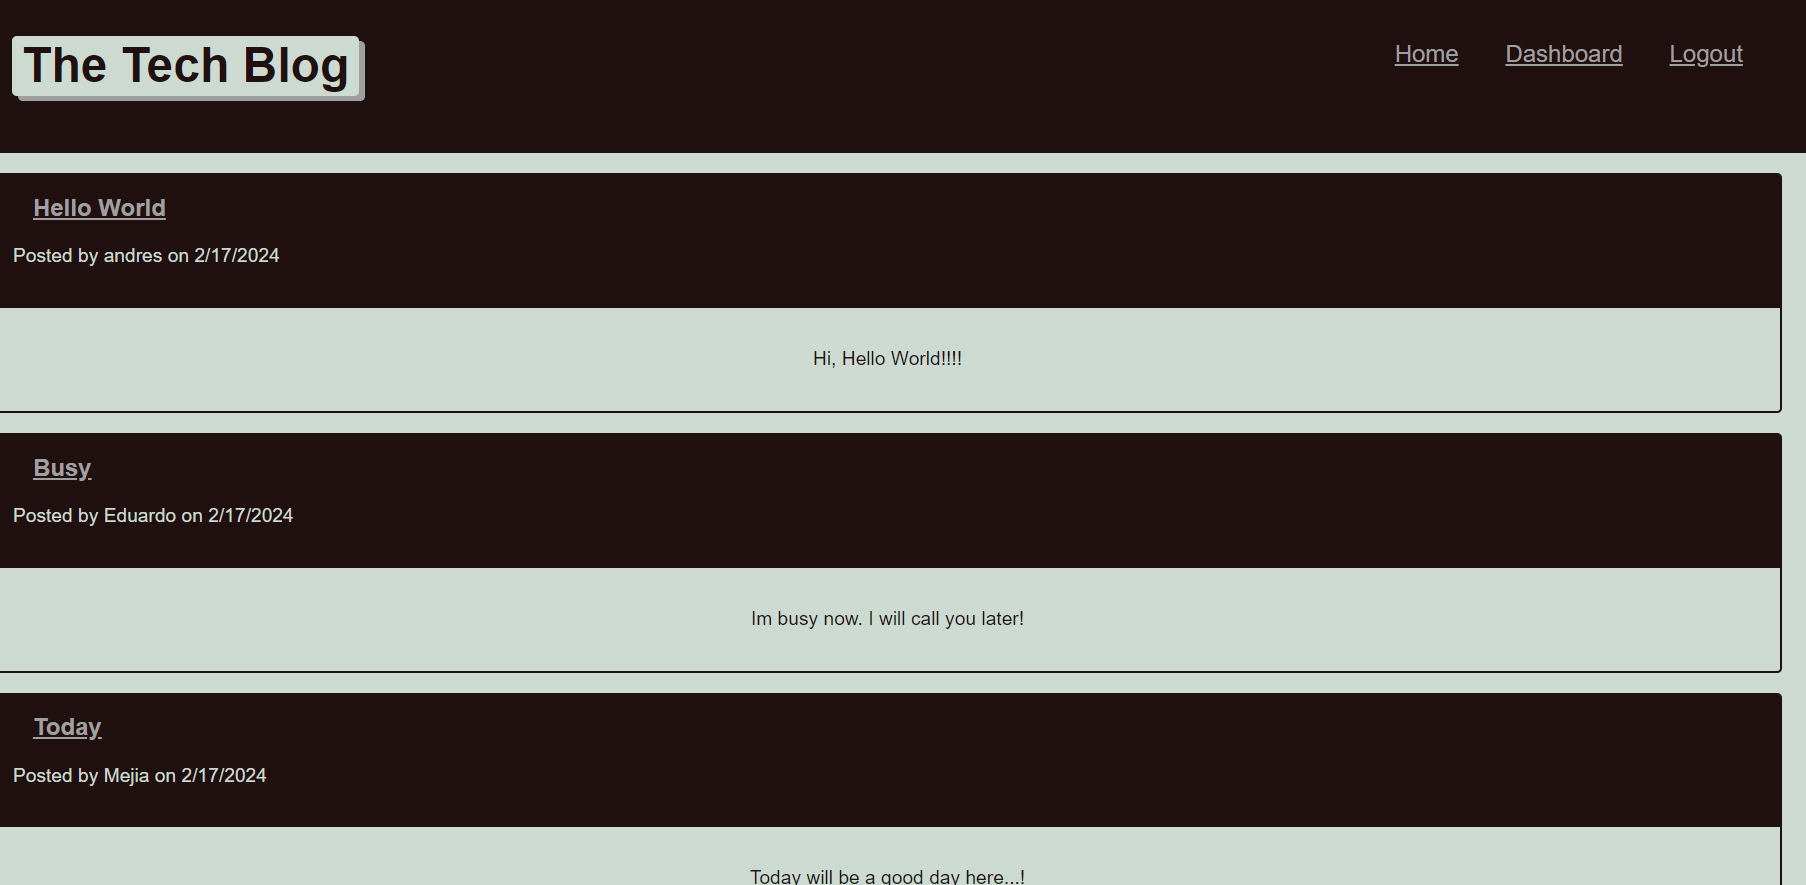 The Tech Blog
Home Dashboard Logout
Hello World
Posted by andres on 2/17/2024
Hi, Hello World!!!!
Busy
Posted by Eduardo on 2/17/2024
Im busy now. I will call you later!
Today
Posted by Mejia on 2/17/2024
Today will be a good day here...!